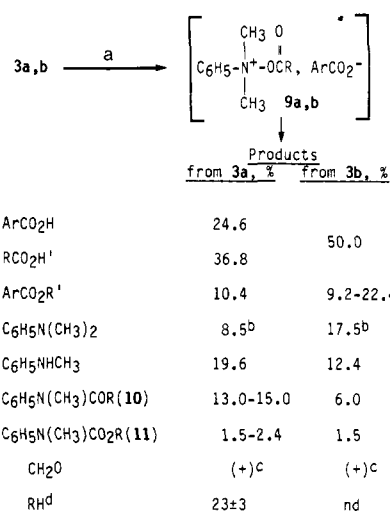 CH3 O
3a,b a C6H5-N+-OCR, ArCO2-
CH3 9a,b
Products
from 3a, % from 3b, %
ArCO2H 24.6
50.0
RCO2H' 36.8
ArCO2R' 10.4 9.2-22.4
C6H5N(CH3)2 8.5b 17.5b
C6H5NHCH3 19.6 12.4
C6H5N(CH3)COR(10) 13.0-15.0 6.0
C6H5N(CH3)CO2R(11) 1.5-2.4 1.5
CH2O (+)c (+)c
RHd 23±3 nd